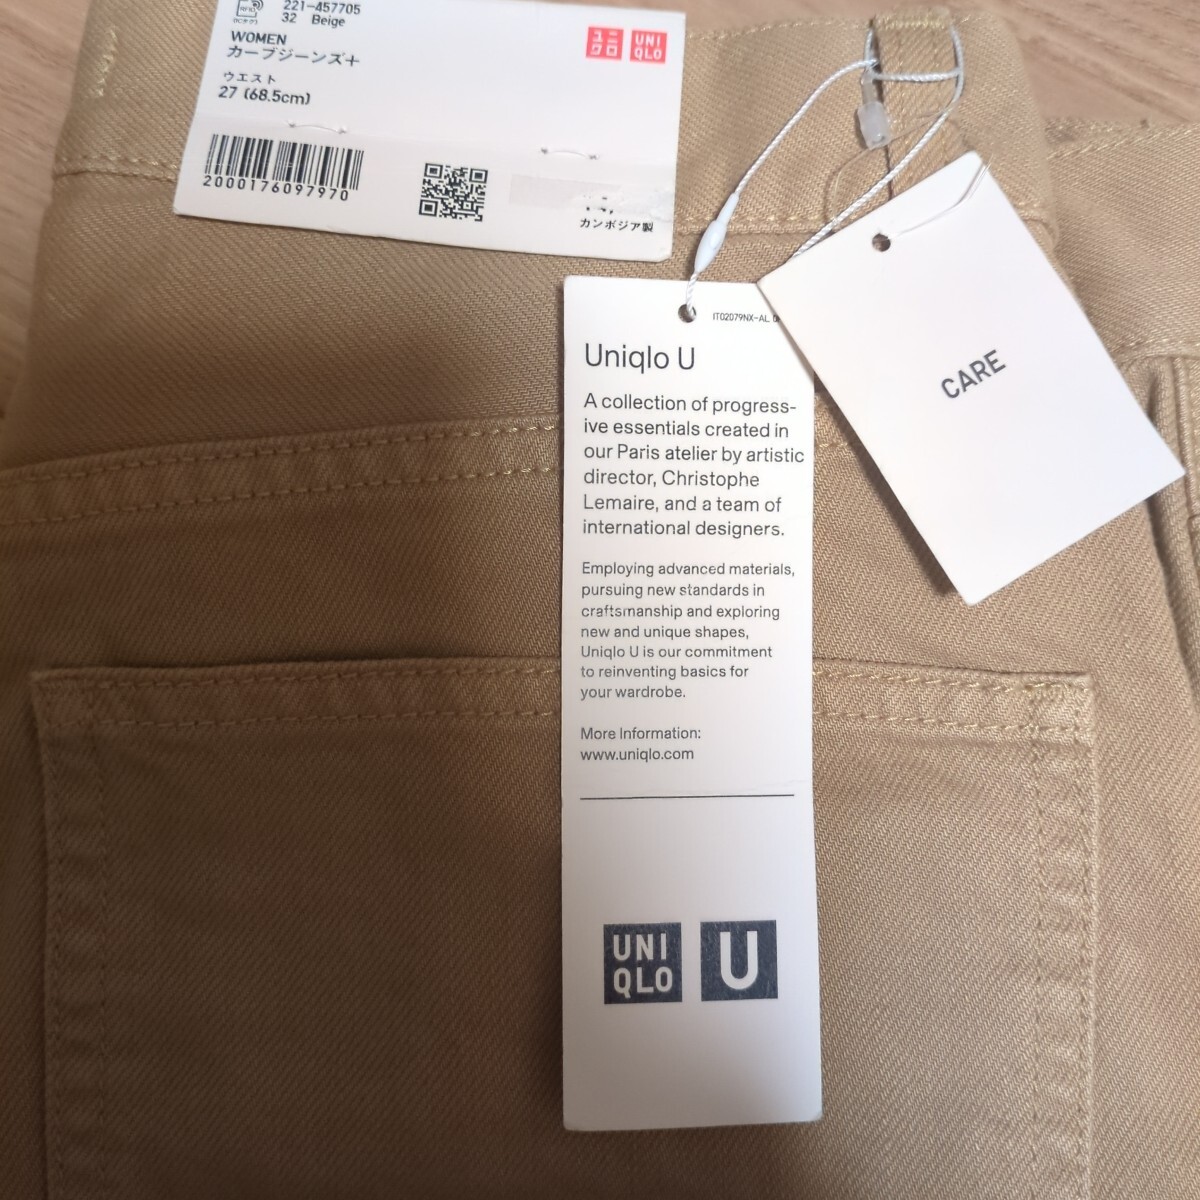 221-457705
32 Beige
WOMEN
カーブジーンズ+
ウエスト
27 (68.5cm)
2000176097970
カンボジア製
ユニ
クロ
UNI
QLO
IT02079NX-AL
Uniqlo U
A collection of progress-
ive essentials created in
our Paris atelier by artistic
director, Christophe
Lemaire, and a team of
international designers.
Employing advanced materials,
pursuing new standards in
craftsmanship and exploring
new and unique shapes,
Uniqlo U is our commitment
to reinventing basics for
your wardrobe.
More Information:
www.uniqlo.com
UNI
QLO
U
CARE